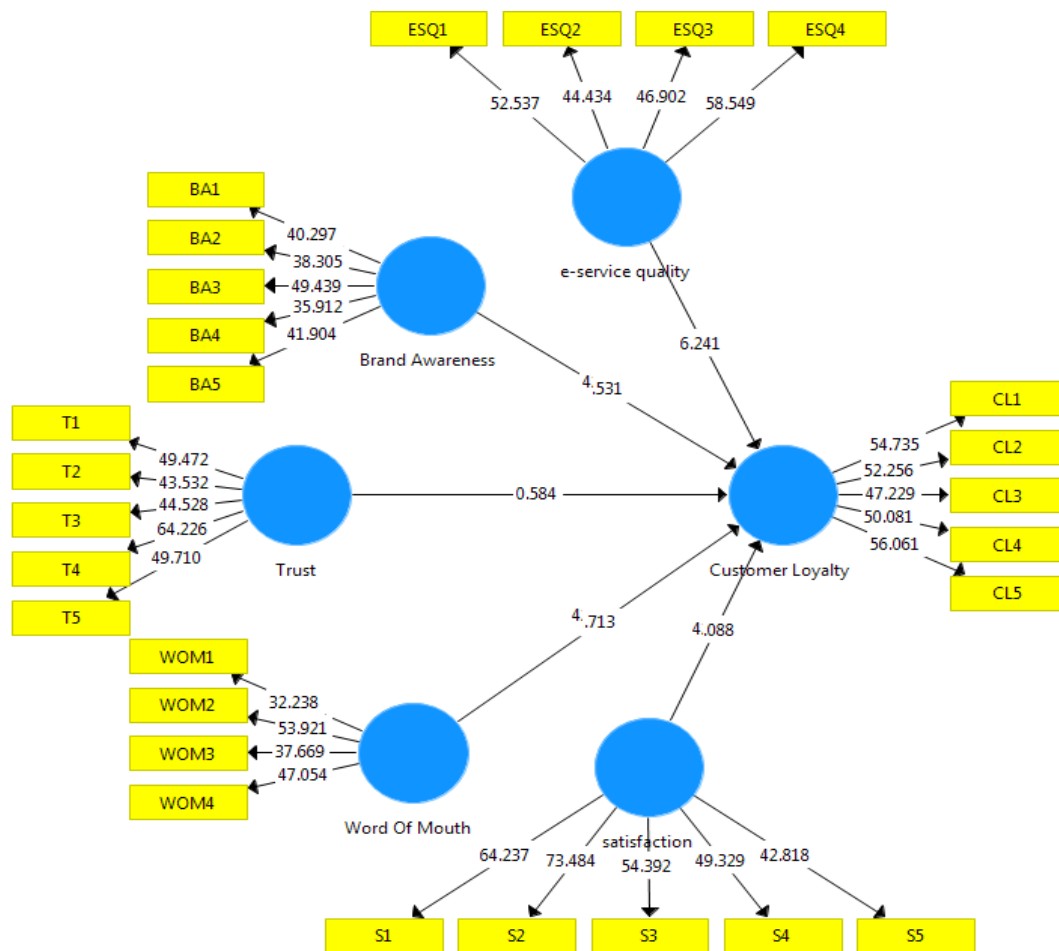 ESQ1
ESQ2
ESQ3
ESQ4
52.537
44.434
46.902
58.549
e-service quality
6.241
BA1
BA2
BA3
BA4
BA5
40.297
38.305
49.439
35.912
41.904
Brand Awareness
4.531
T1
T2
T3
T4
T5
49.472
43.532
44.528
64.226
49.710
Trust
0.584
CL1
CL2
CL3
CL4
CL5
54.735
52.256
47.229
50.081
56.061
Customer Loyalty
WOM1
WOM2
WOM3
WOM4
32.238
53.921
37.669
47.054
Word Of Mouth
4.713
4.088
satisfaction
64.237
73.484
54.392
49.329
42.818
S1
S2
S3
S4
S5